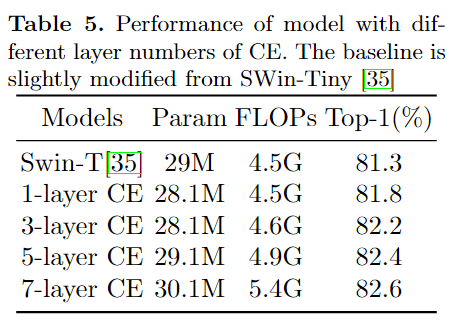 Table 5. Performance of model with dif-
ferent layer numbers of CE. The baseline is
slightly modified from SWin-Tiny [35]
Models Param FLOPs Top-1(%)
Swin-T[35] 29M 4.5G 81.3
1-layer CE 28.1M 4.5G 81.8
3-layer CE 28.1M 4.6G 82.2
5-layer CE 29.1M 4.9G 82.4
7-layer CE 30.1M 5.4G 82.6